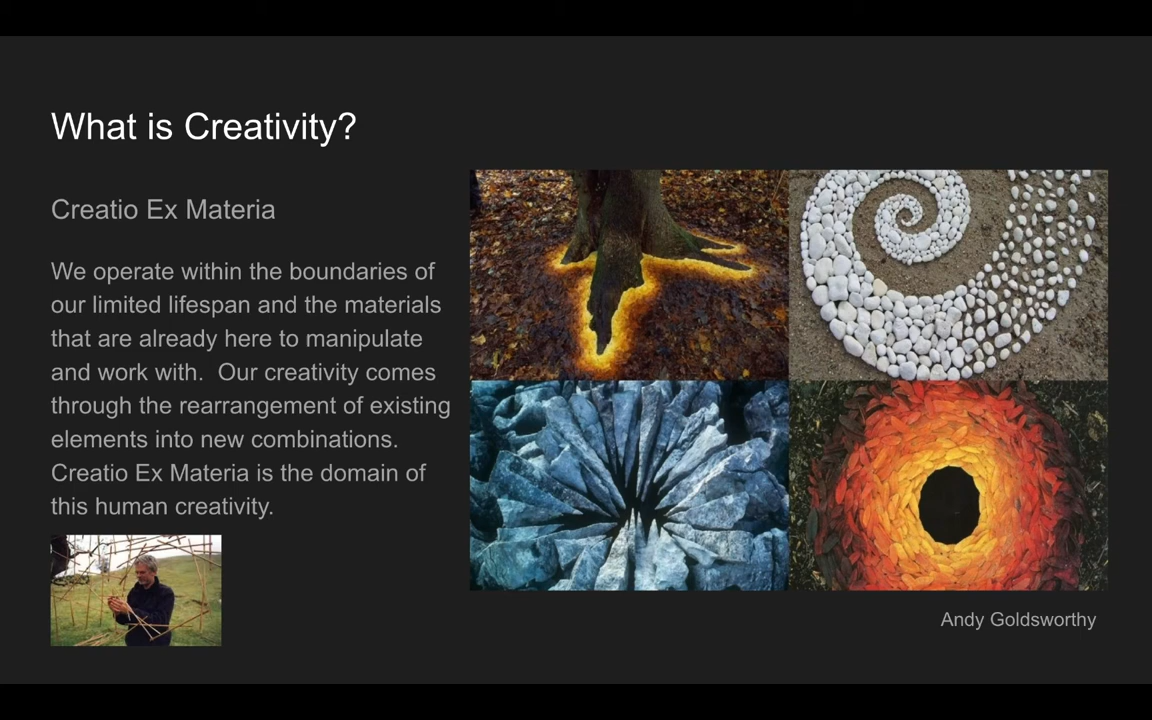 What is Creativity?
Creatio Ex Materia
We operate within the boundaries of
our limited lifespan and the materials
that are already here to manipulate
and work with.  Our creativity comes
through the rearrangement of existing
elements into new combinations.
Creatio Ex Materia is the domain of
this human creativity.
Andy Goldsworthy